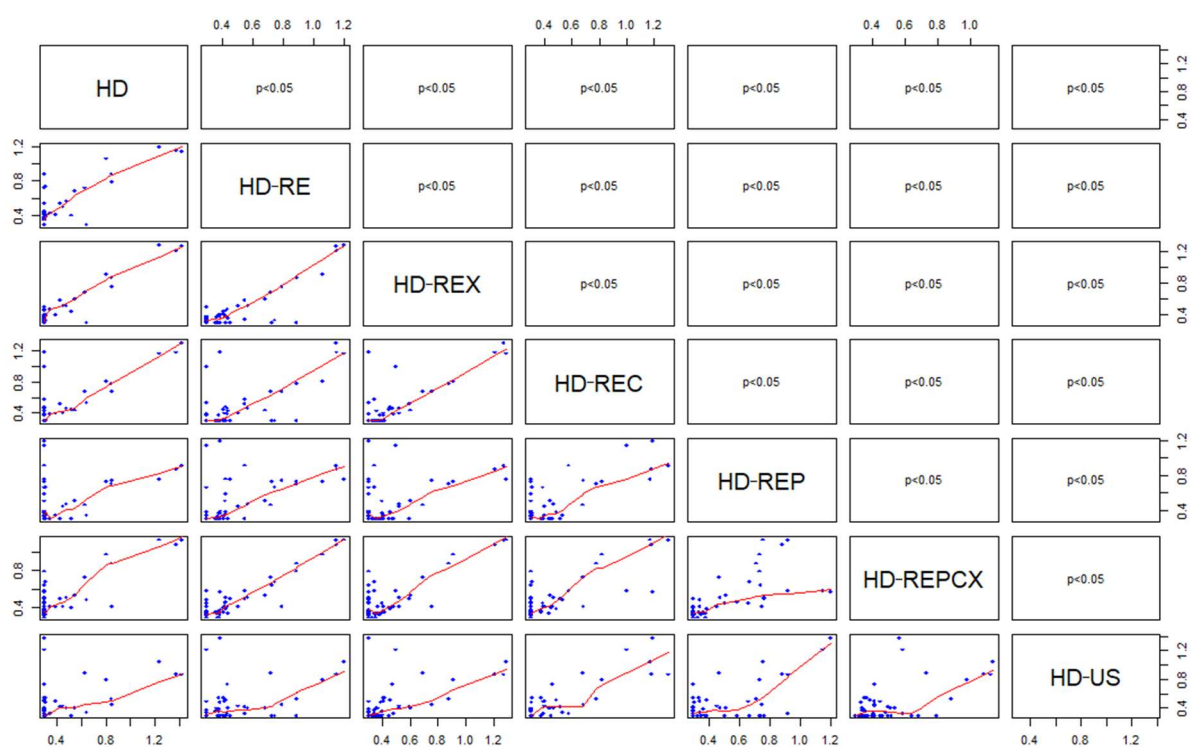 0.4 0.6 0.8 1.0 1.2
0.4 0.6 0.8 1.0 1.2
0.4 0.6 0.8 1.0
HD p<0.05 p<0.05 p<0.05 p<0.05 p<0.05 p<0.05
0.4 0.8 1.2
0.4 0.8 1.2
HD-RE p<0.05 p<0.05 p<0.05 p<0.05 p<0.05
HD-REX p<0.05 p<0.05 p<0.05 p<0.05
0.4 0.8 1.2
0.4 0.8 1.2
HD-REC p<0.05 p<0.05 p<0.05
HD-REP p<0.05 p<0.05
0.4 0.8 1.2
0.4 0.8
HD-REPCX p<0.05
HD-US
0.4 0.8 1.2
0.4 0.6 0.8 1.2
0.4 0.6 0.8 1.0 1.2
0.4 0.6 0.8 1.0 1.2
0.4 0.6 0.8 1.0 1.2